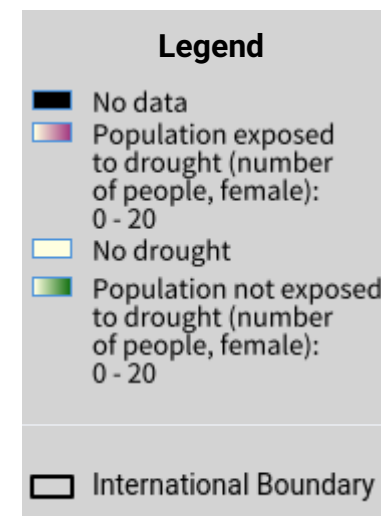 Legend
No data
Population exposed
to drought (number
of people, female):
0 - 20
No drought
Population not exposed
to drought (number
of people, female):
0 - 20
International Boundary